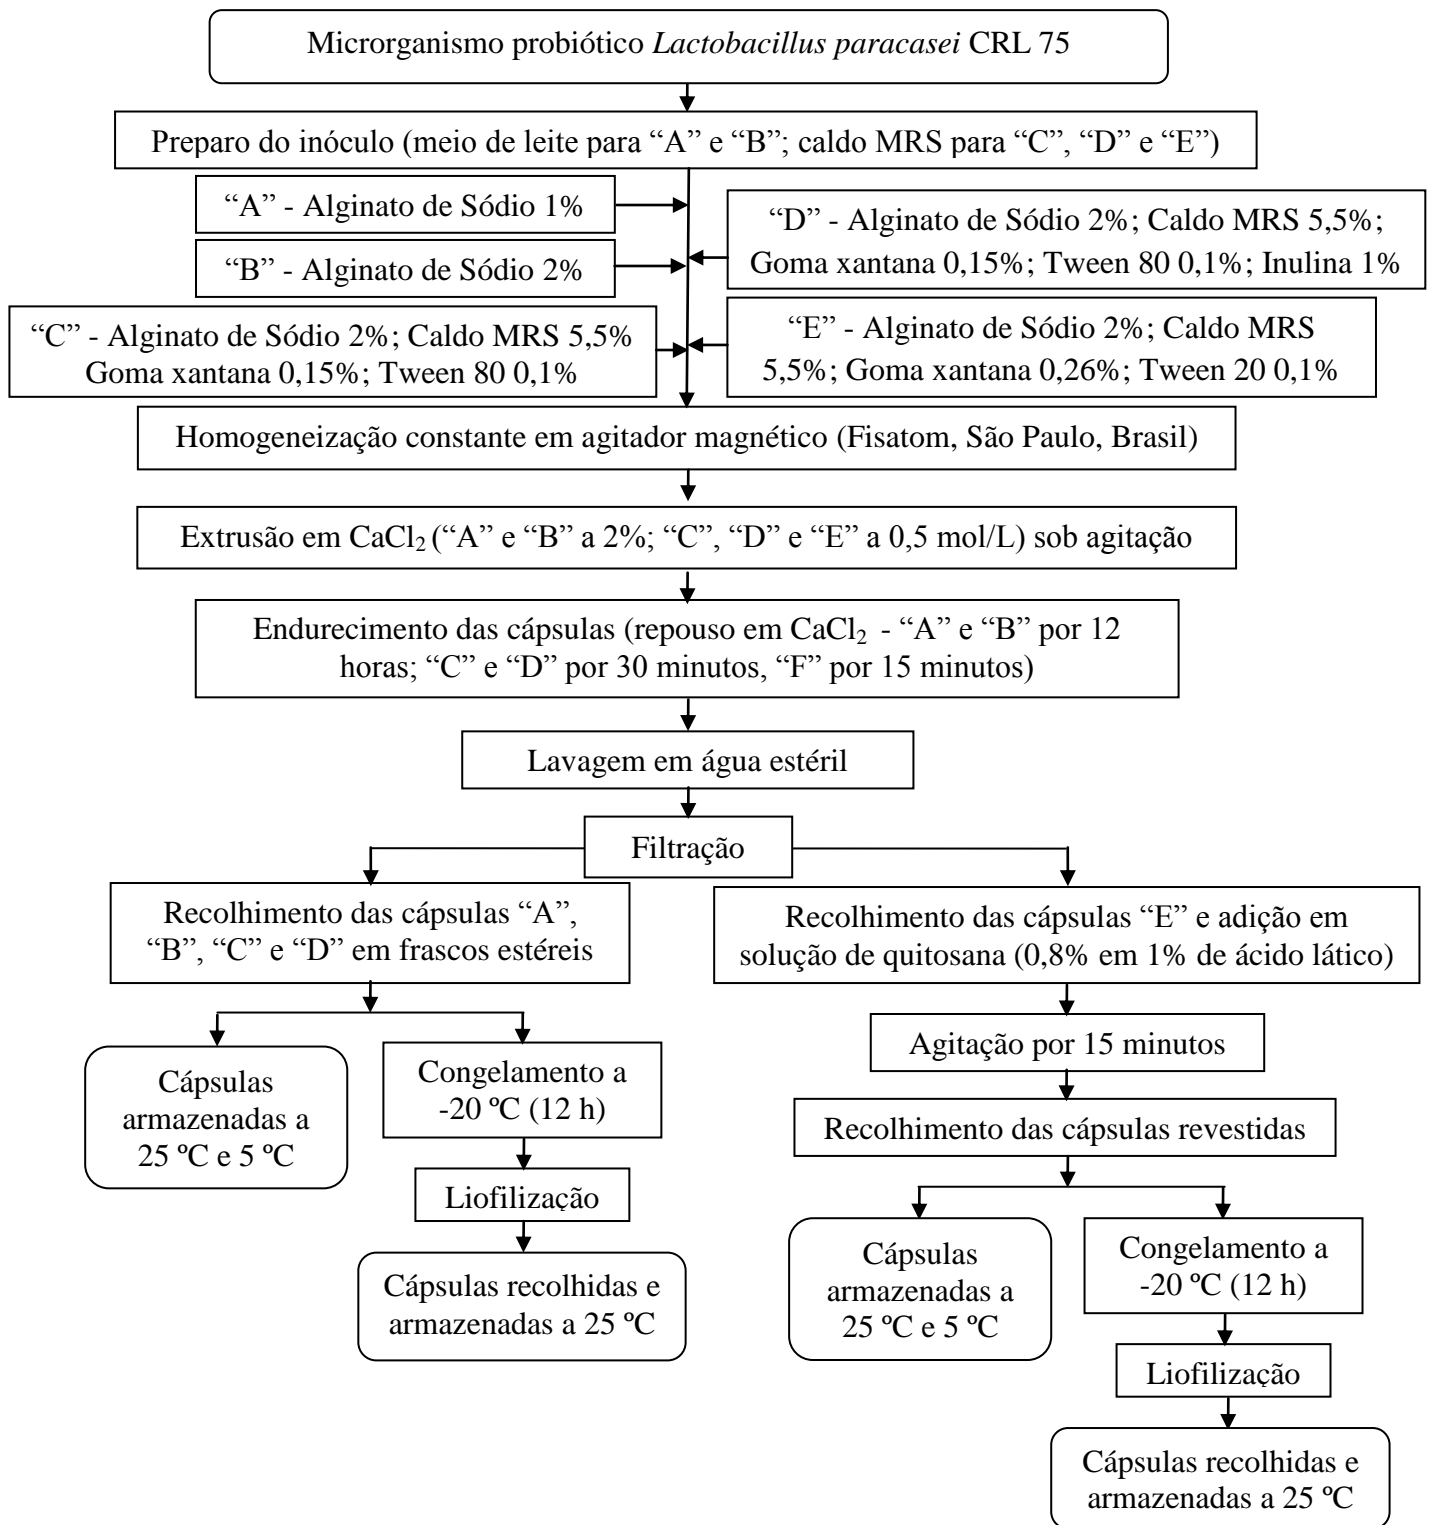 Microrganismo probiótico Lactobacillus paracasei CRL 75
Preparo do inóculo (meio de leite para “A” e “B”; caldo MRS para “C”, “D” e “E”)
“A” - Alginato de Sódio 1%
“B” - Alginato de Sódio 2%
“D” - Alginato de Sódio 2%; Caldo MRS 5,5%;
Goma xantana 0,15%; Tween 80 0,1%; Inulina 1%
“C” - Alginato de Sódio 2%; Caldo MRS 5,5%
Goma xantana 0,15%; Tween 80 0,1%
“E” - Alginato de Sódio 2%; Caldo MRS
5,5%; Goma xantana 0,26%; Tween 20 0,1%
Homogeneização constante em agitador magnético (Fisatom, São Paulo, Brasil)
Extrusão em CaCl₂ (“A” e “B” a 2%; “C”, “D” e “E” a 0,5 mol/L) sob agitação
Endurecimento das cápsulas (repouso em CaCl₂ - “A” e “B” por 12
horas; “C” e “D” por 30 minutos, “F” por 15 minutos)
Lavagem em água estéril
Filtração
Recolhimento das cápsulas “A”,
“B”, “C” e “D” em frascos estéreis
Cápsulas
armazenadas a
25 ºC e 5 ºC
Congelamento a
-20 ºC (12 h)
Liofilização
Cápsulas recolhidas e
armazenadas a 25 ºC
Recolhimento das cápsulas “E” e adição em
solução de quitosana (0,8% em 1% de ácido lático)
Agitação por 15 minutos
Recolhimento das cápsulas revestidas
Cápsulas
armazenadas a
25 ºC e 5 ºC
Congelamento a
-20 ºC (12 h)
Liofilização
Cápsulas recolhidas e
armazenadas a 25 ºC